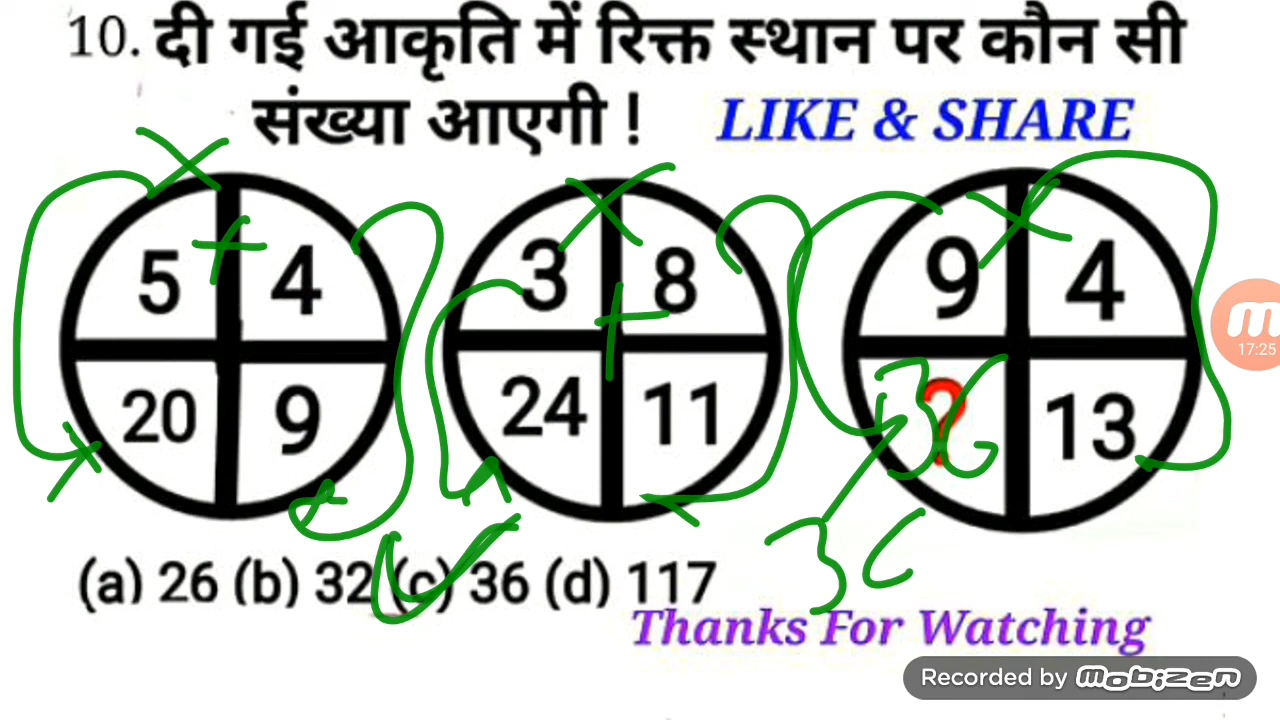 10. दी गई आकृति में रिक्त स्थान पर कौन सी
संख्या आएगी !
LIKE & SHARE
5 4
20 9
3 8
24 11
9 4
? 13
36
36
(a) 26 (b) 32 (c) 36 (d) 117
Thanks For Watching
17:25
Recorded by Mobizen